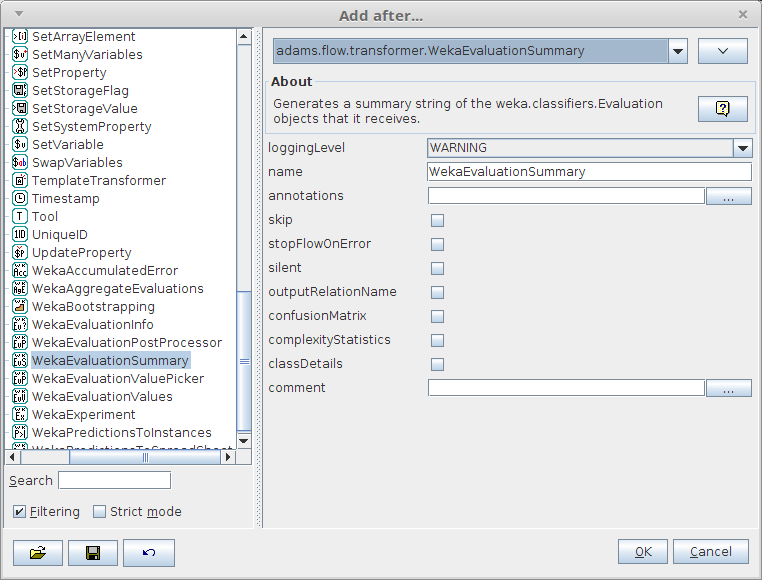 Add after...
SetArrayElement
SetManyVariables
SetProperty
SetStorageFlag
SetStorageValue
SetSystemProperty
SetVariable
SwapVariables
TemplateTransformer
Timestamp
Tool
UniqueID
UpdateProperty
WekaAccumulatedError
WekaAggregateEvaluations
WekaBootstrapping
WekaEvaluationInfo
WekaEvaluationPostProcessor
WekaEvaluationSummary
WekaEvaluationValuePicker
WekaEvaluationValues
WekaExperiment
WekaPredictionsToInstances
WekaPredictionsToSpreadSheet
Search
Filtering
Strict mode
adams.flow.transformer.WekaEvaluationSummary
About
Generates a summary string of the weka.classifiers.Evaluation
objects that it receives.
loggingLevel WARNING
name WekaEvaluationSummary
annotations ...
skip
stopFlowOnError
silent
outputRelationName
confusionMatrix
complexityStatistics
classDetails
comment ...
OK
Cancel